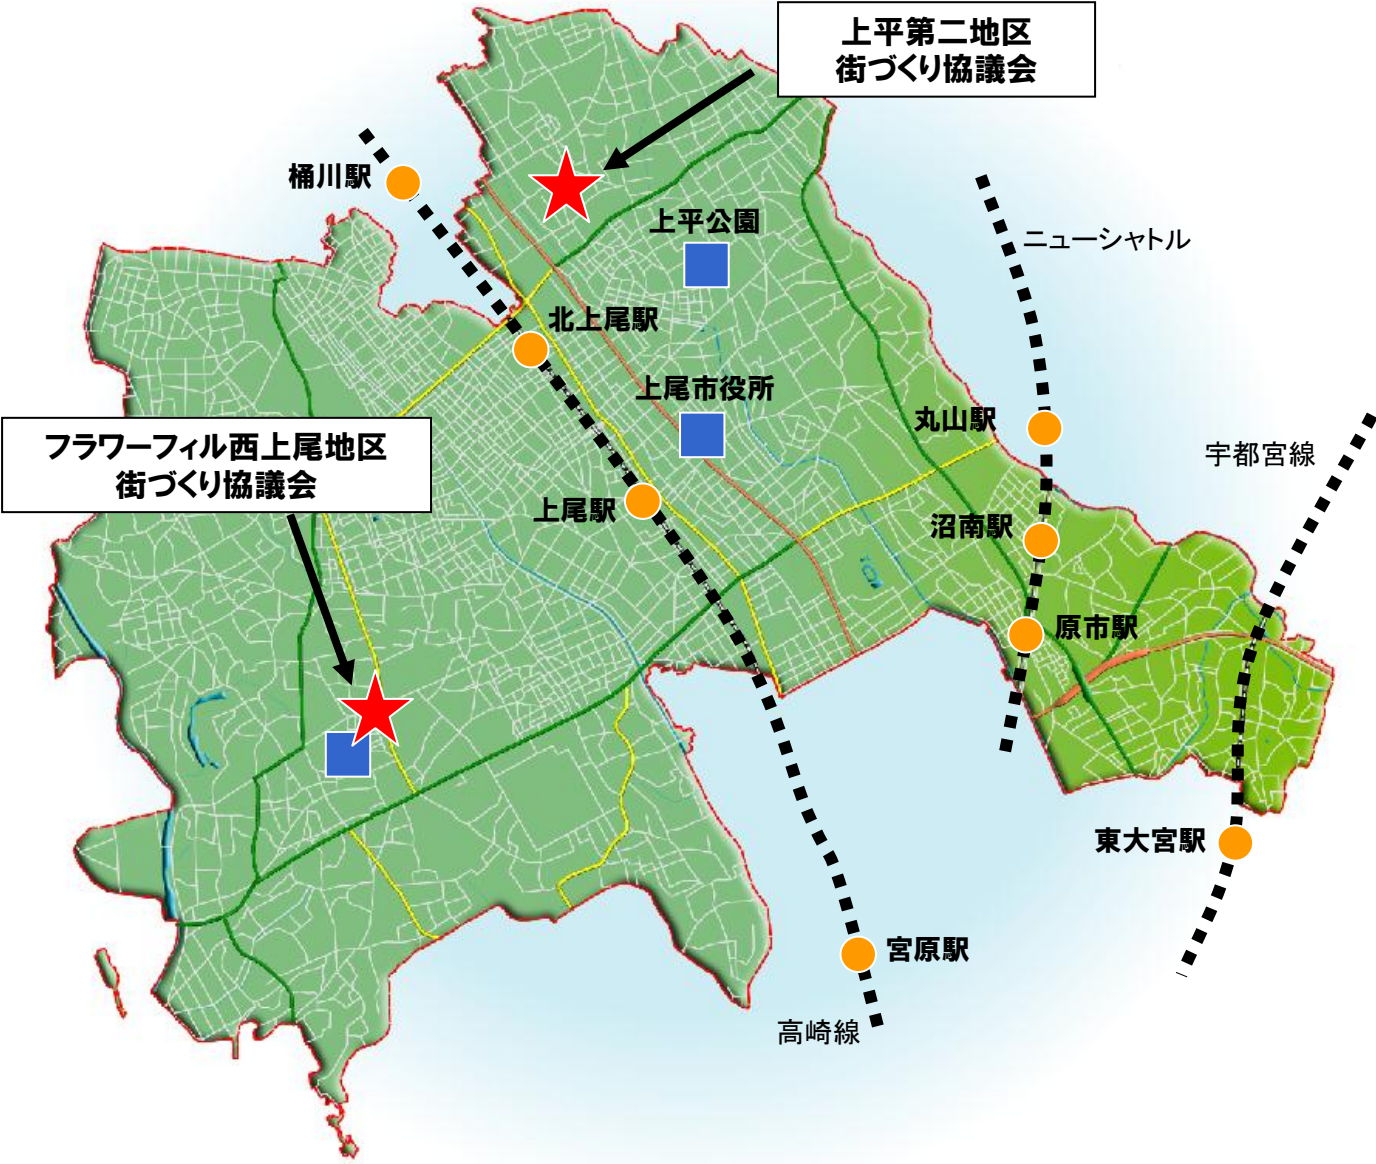 上平第二地区
街づくり協議会
桶川駅
上平公園
ニューシャトル
北上尾駅
上尾市役所
丸山駅
フラワーフィル西上尾地区
街づくり協議会
宇都宮線
上尾駅
沼南駅
原市駅
東大宮駅
宮原駅
高崎線